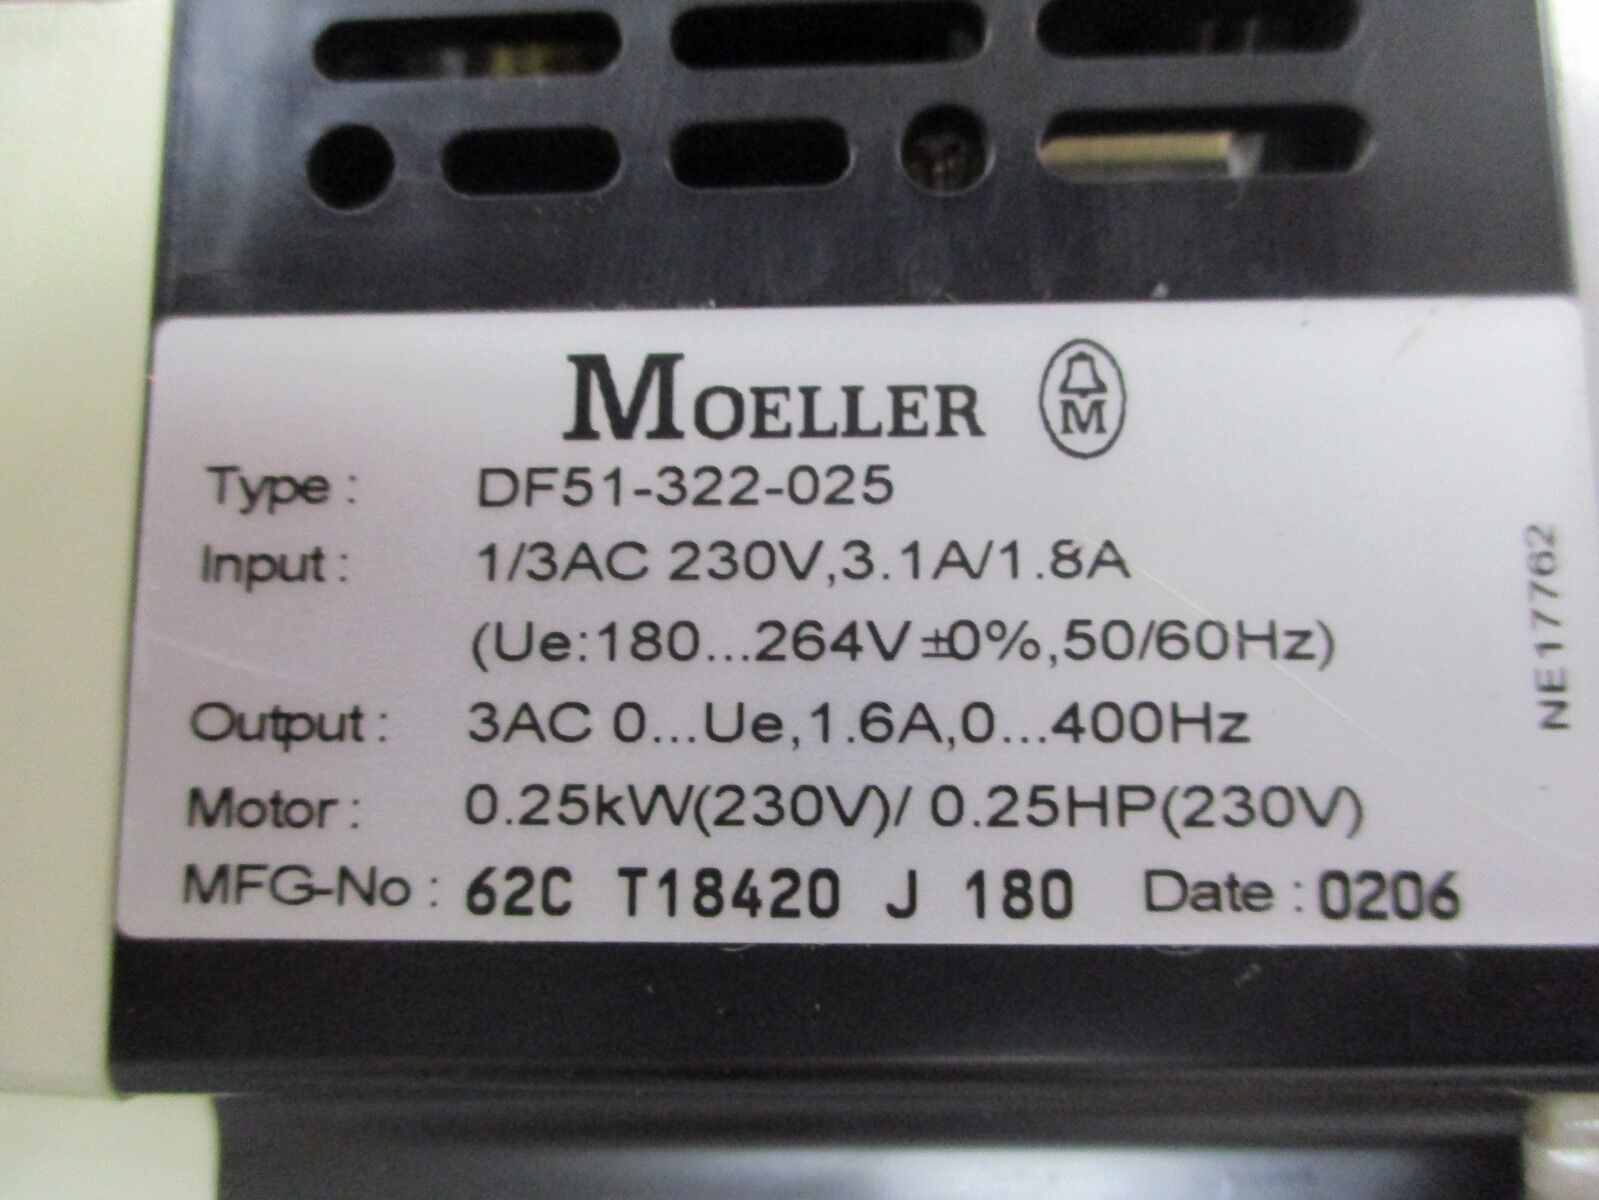 MOELLER M
Type: DF51-322-025
Input: 1/3AC 230V,3.1A/1.8A
(Ue:180...264V±0%,50/60Hz)
Output: 3AC 0...Ue,1.6A,0...400Hz
Motor: 0.25kW(230V)/ 0.25HP(230V)
MFG-No: 62C T18420 J 180 Date:0206
NE17762